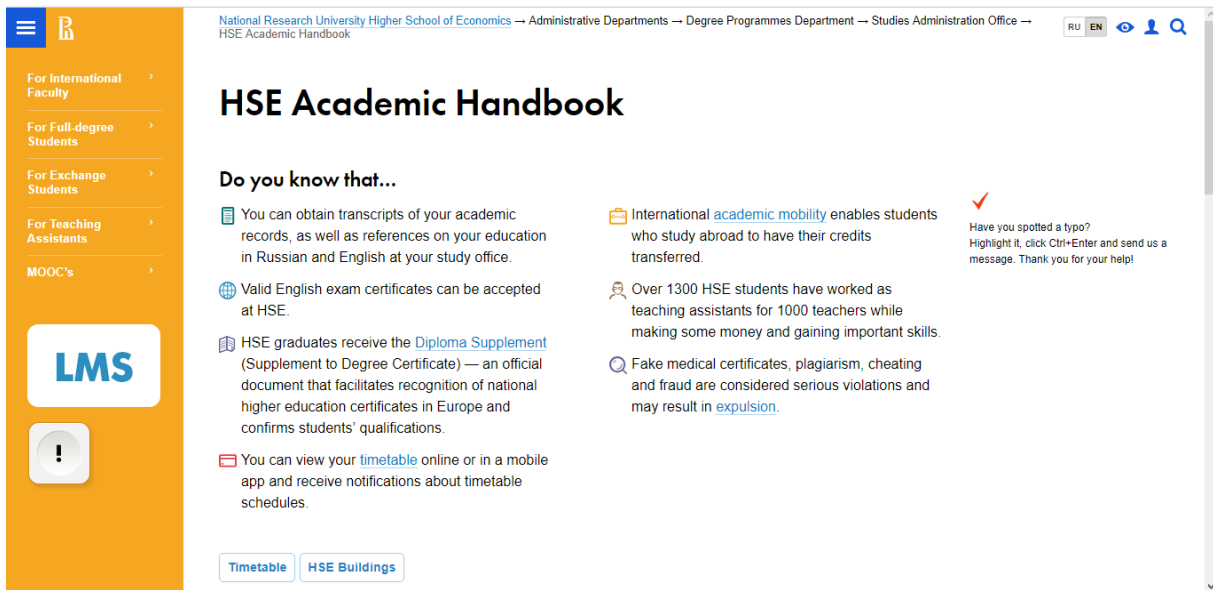 National Research University Higher School of Economics → Administrative Departments → Degree Programmes Department → Studies Administration Office →
HSE Academic Handbook
RU EN
For International
Faculty
For Full-degree
Students
For Exchange
Students
For Teaching
Assistants
MOOC's
LMS
!
HSE Academic Handbook
Do you know that...
You can obtain transcripts of your academic
records, as well as references on your education
in Russian and English at your study office.
Valid English exam certificates can be accepted
at HSE.
HSE graduates receive the Diploma Supplement
(Supplement to Degree Certificate) — an official
document that facilitates recognition of national
higher education certificates in Europe and
confirms students' qualifications.
You can view your timetable online or in a mobile
app and receive notifications about timetable
schedules.
International academic mobility enables students
who study abroad to have their credits
transferred.
Over 1300 HSE students have worked as
teaching assistants for 1000 teachers while
making some money and gaining important skills.
Fake medical certificates, plagiarism, cheating
and fraud are considered serious violations and
may result in expulsion.
Have you spotted a typo?
Highlight it, click Ctrl+Enter and send us a
message. Thank you for your help!
Timetable
HSE Buildings